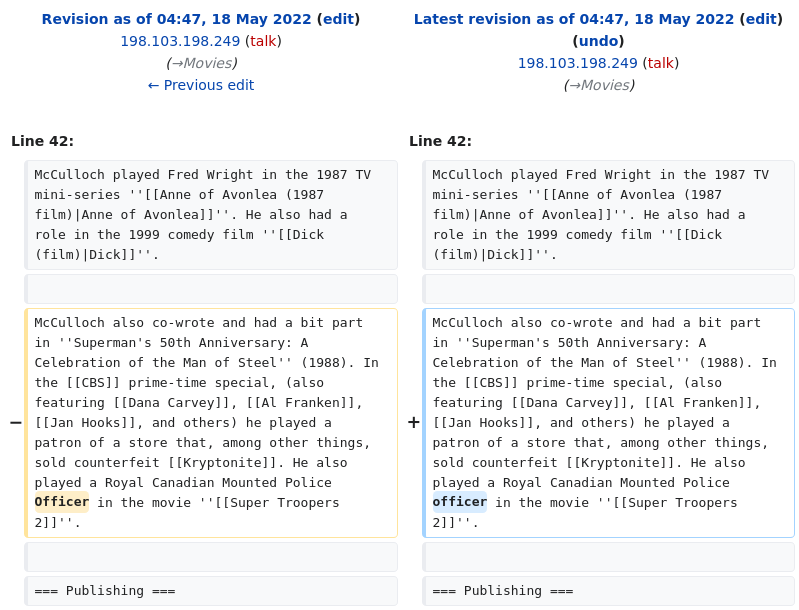 Revision as of 04:47, 18 May 2022 (edit)
198.103.198.249 (talk)
(→Movies)
← Previous edit
Latest revision as of 04:47, 18 May 2022 (edit)
(undo)
198.103.198.249 (talk)
(→Movies)
Line 42:
McCulloch played Fred Wright in the 1987 TV
mini-series ''[[Anne of Avonlea (1987
film)|Anne of Avonlea]]''. He also had a
role in the 1999 comedy film ''[[Dick
(film)|Dick]]''.
McCulloch also co-wrote and had a bit part
in ''Superman's 50th Anniversary: A
Celebration of the Man of Steel'' (1988). In
the [[CBS]] prime-time special, (also
featuring [[Dana Carvey]], [[Al Franken]],
− [[Jan Hooks]], and others) he played a
patron of a store that, among other things,
sold counterfeit [[Kryptonite]]. He also
played a Royal Canadian Mounted Police
Officer in the movie ''[[Super Troopers
2]]''.
=== Publishing ===
Line 42:
McCulloch played Fred Wright in the 1987 TV
mini-series ''[[Anne of Avonlea (1987
film)|Anne of Avonlea]]''. He also had a
role in the 1999 comedy film ''[[Dick
(film)|Dick]]''.
McCulloch also co-wrote and had a bit part
in ''Superman's 50th Anniversary: A
Celebration of the Man of Steel'' (1988). In
the [[CBS]] prime-time special, (also
featuring [[Dana Carvey]], [[Al Franken]],
+ [[Jan Hooks]], and others) he played a
patron of a store that, among other things,
sold counterfeit [[Kryptonite]]. He also
played a Royal Canadian Mounted Police
officer in the movie ''[[Super Troopers
2]]''.
=== Publishing ===